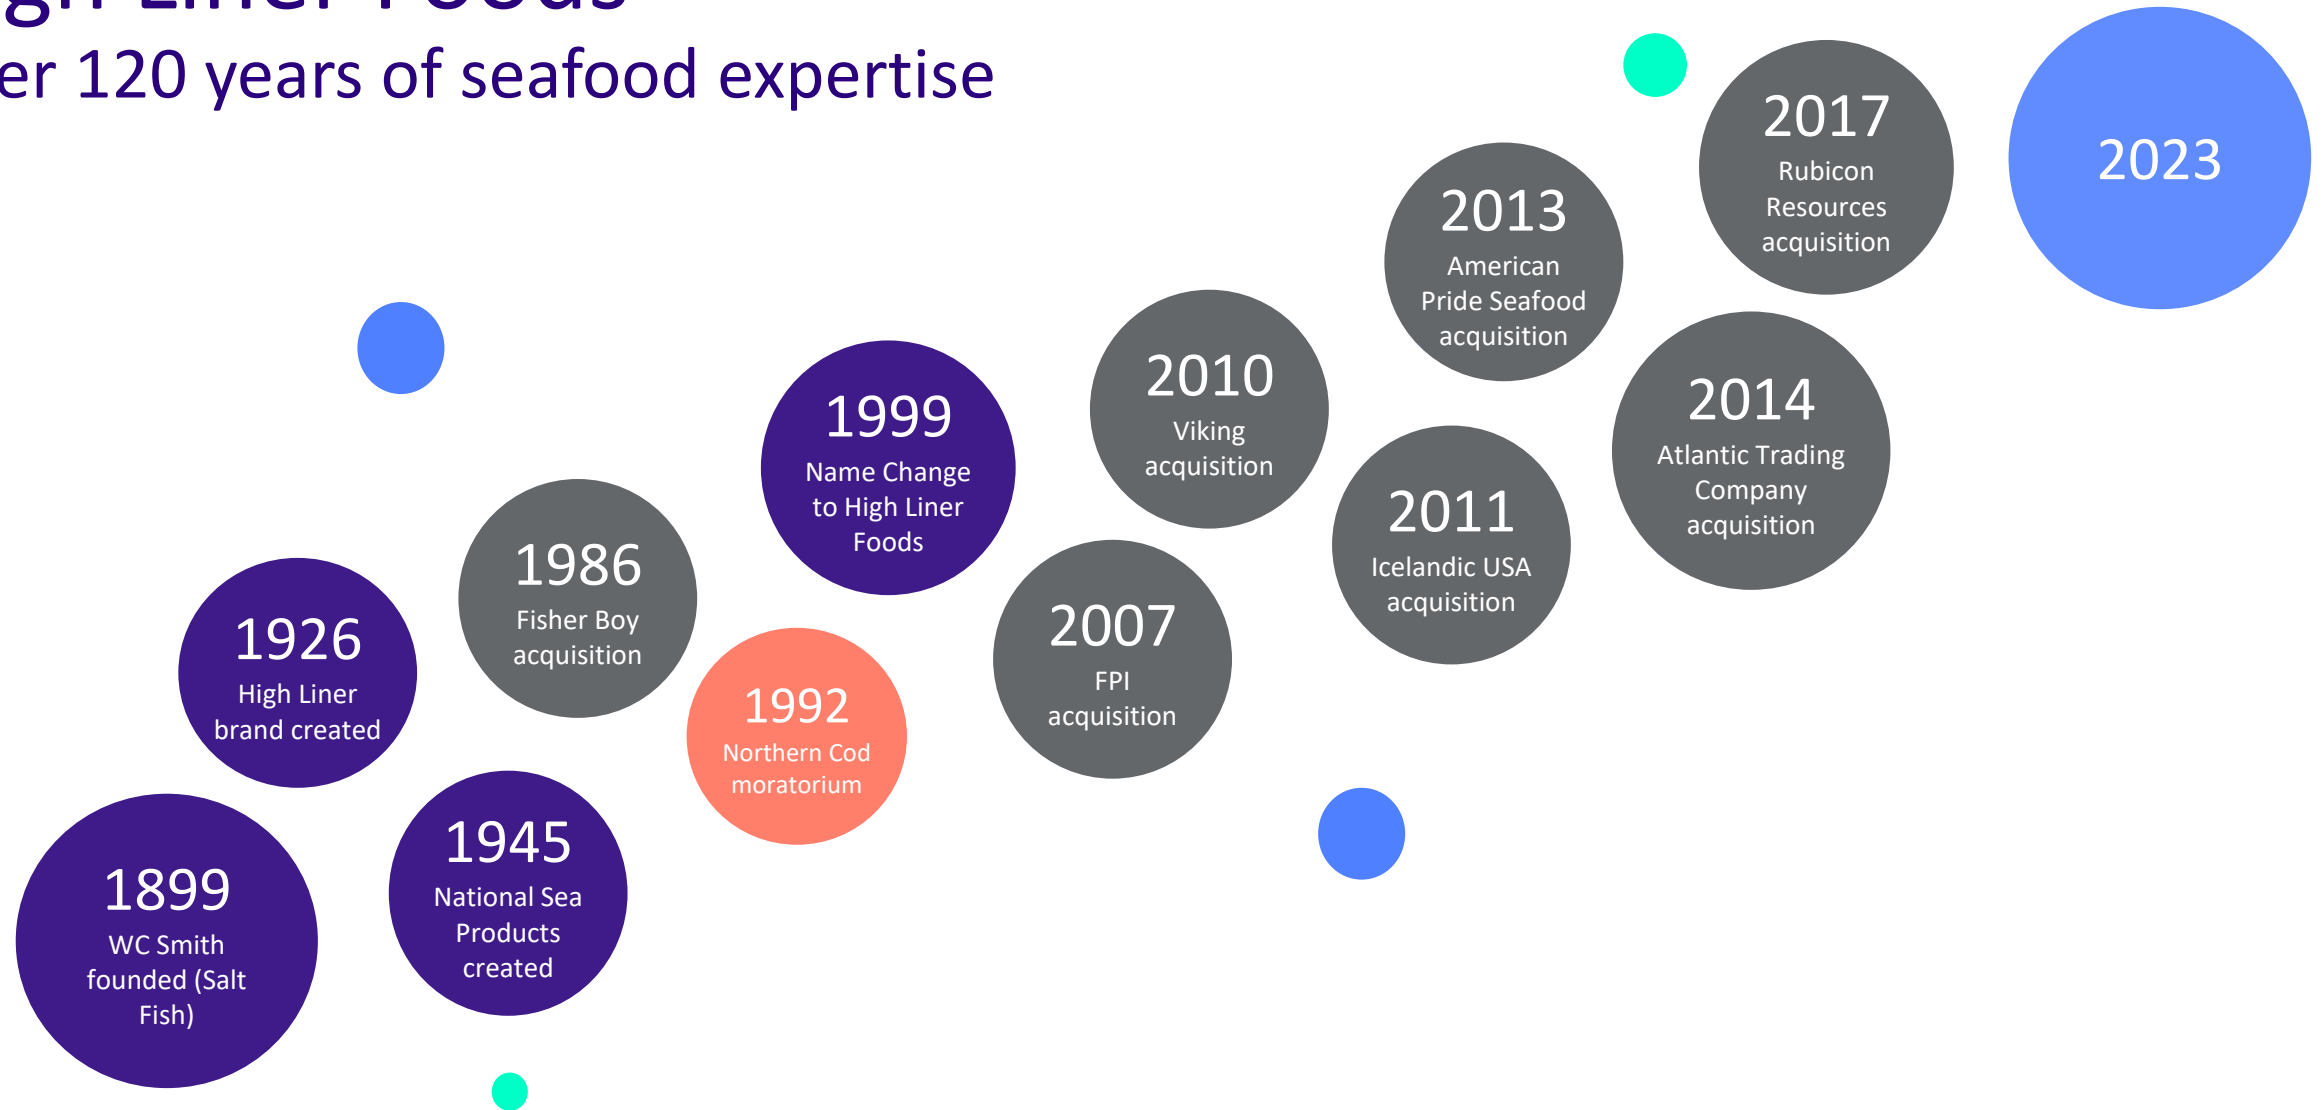 er 120 years of seafood expertise
1899
WC Smith
founded (Salt
Fish)
1926
High Liner
brand created
1945
National Sea
Products
created
1986
Fisher Boy
acquisition
1992
Northern Cod
moratorium
1999
Name Change
to High Liner
Foods
2007
FPI
acquisition
2010
Viking
acquisition
2011
Icelandic USA
acquisition
2013
American
Pride Seafood
acquisition
2014
Atlantic Trading
Company
acquisition
2017
Rubicon
Resources
acquisition
2023